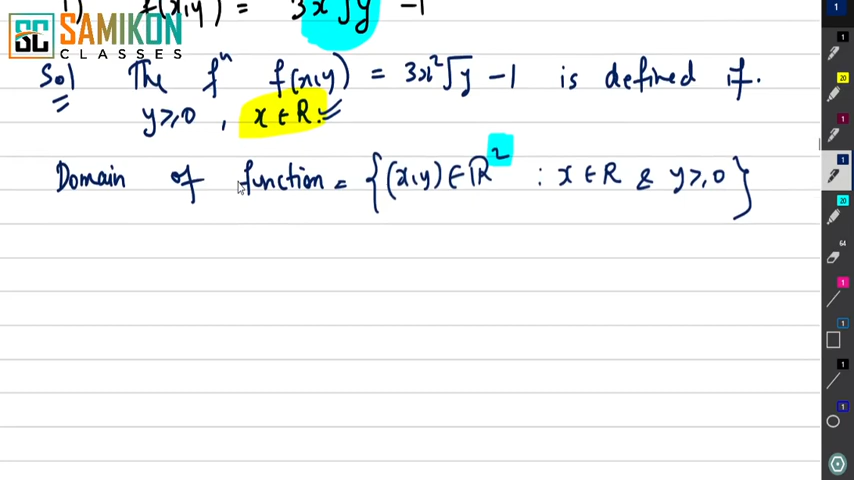 1) f(x,y) = 3x²√y -1
SC SAMIKON
CLASSES
Sol The fⁿ f(x,y) = 3x²√y -1 is defined if.
y≥0, x∈R.
Domain of function = {(x,y)∈ℝ² : x∈R & y≥0}